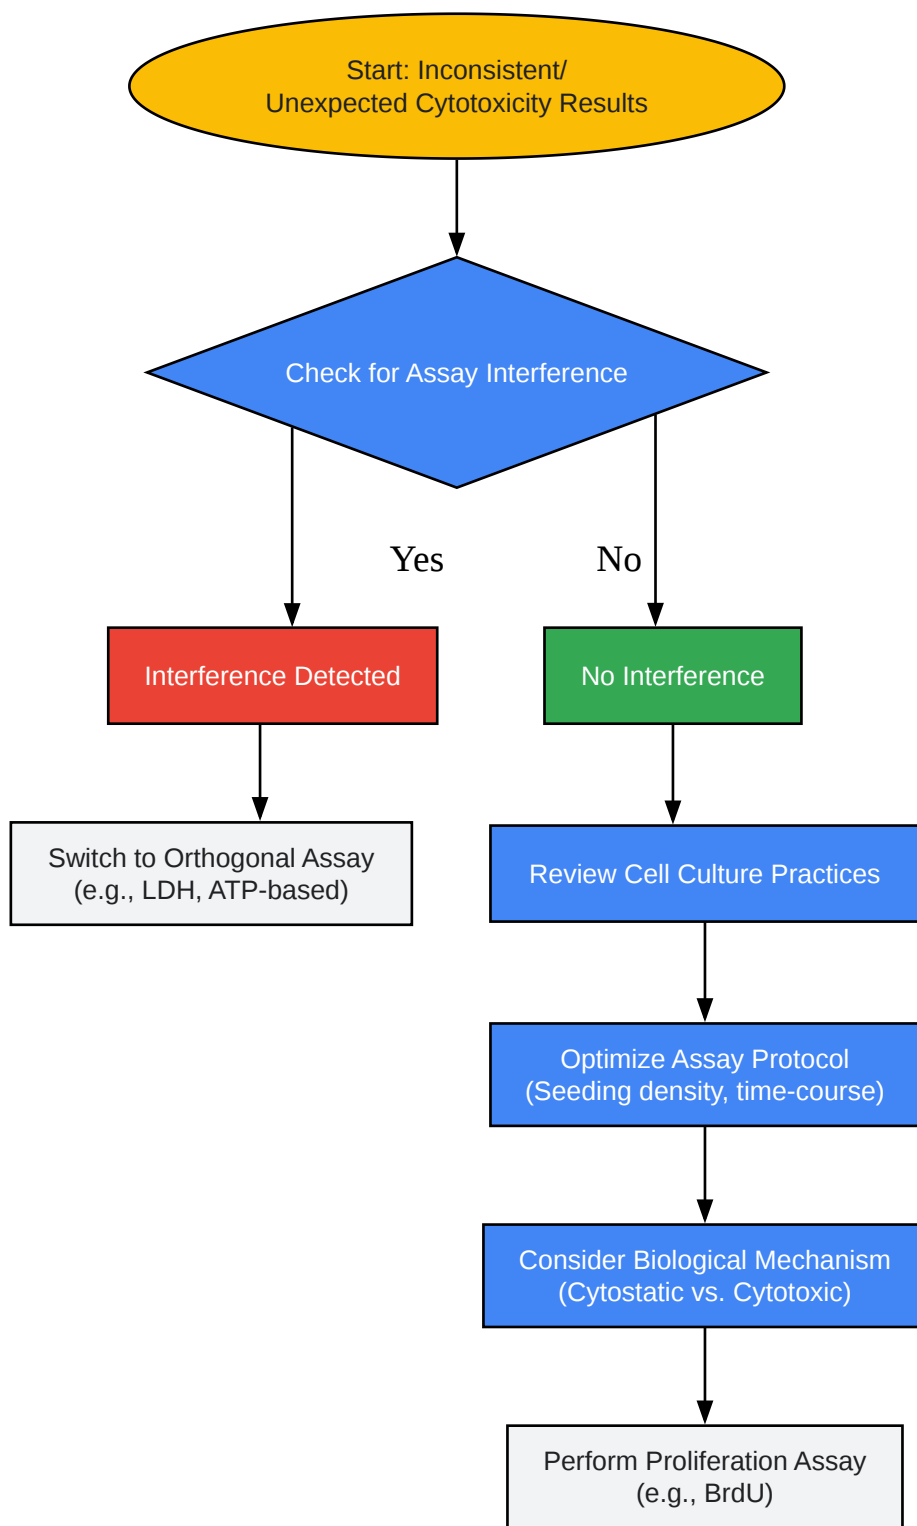 Start: Inconsistent/
Unexpected Cytotoxicity Results
Check for Assay Interference
Yes
No
Interference Detected
No Interference
Switch to Orthogonal Assay
(e.g., LDH, ATP-based)
Review Cell Culture Practices
Optimize Assay Protocol
(Seeding density, time-course)
Consider Biological Mechanism
(Cytostatic vs. Cytotoxic)
Perform Proliferation Assay
(e.g., BrdU)